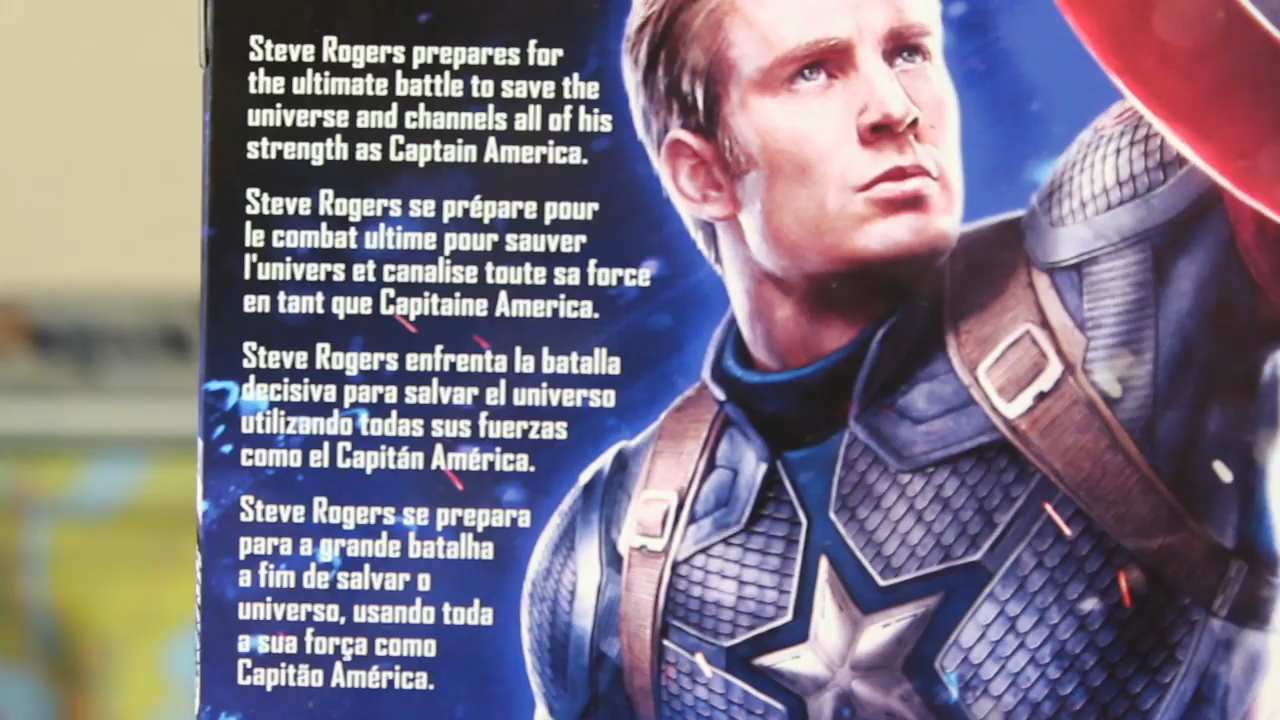 Steve Rogers prepares for
the ultimate battle to save the
universe and channels all of his
strength as Captain America.
Steve Rogers se prépare pour
le combat ultime pour sauver
l'univers et canalise toute sa force
en tant que Capitaine America.
Steve Rogers enfrenta la batalla
decisiva para salvar el universo
utilizando todas sus fuerzas
como el Capitán América.
Steve Rogers se prepara
para a grande batalha
a fim de salvar o
universo, usando toda
a sua força como
Capitão América.